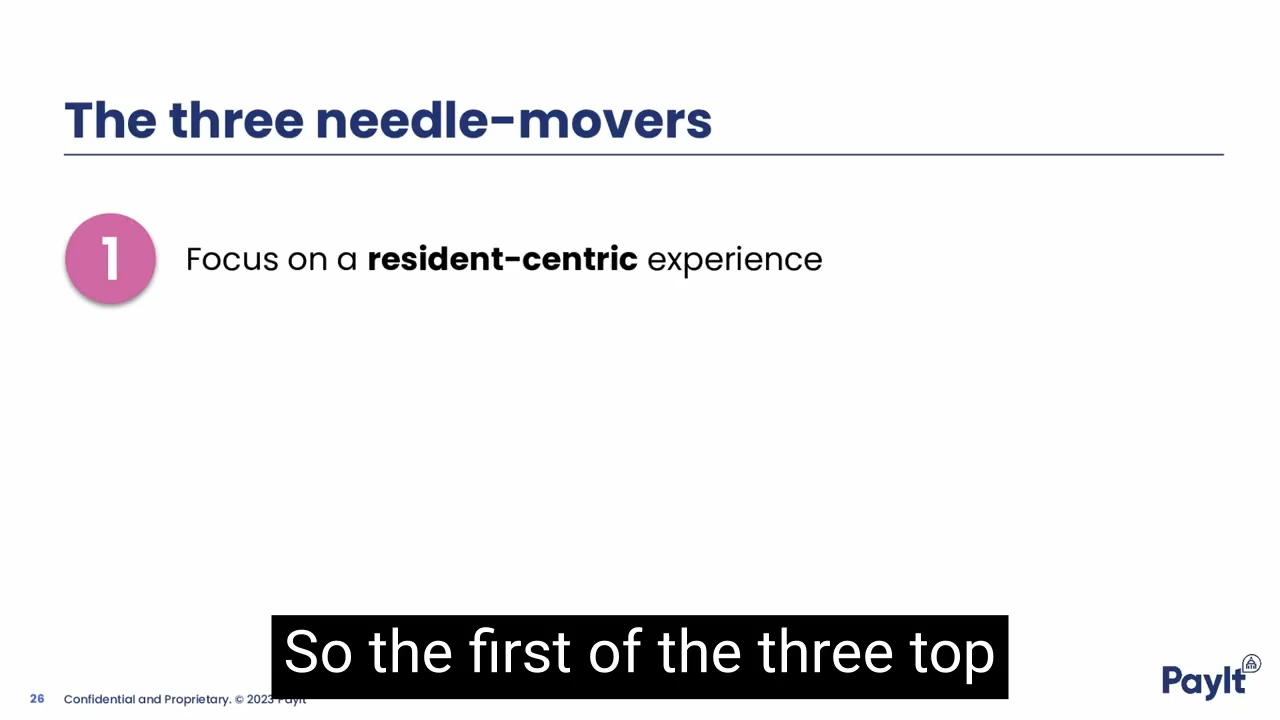 The three needle-movers
1
Focus on a resident-centric experience
So the first of the three top
26 Confidential and Proprietary. © 2023 PayIt
PayIt